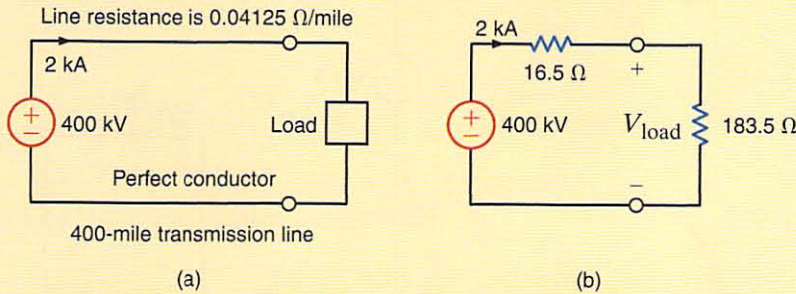 Line resistance is 0.04125 Ω/mile
2 kA
+
−
400 kV
Load
Perfect conductor
400-mile transmission line
(a)
2 kA
16.5 Ω
+
−
400 kV
+
Vload
−
183.5 Ω
(b)